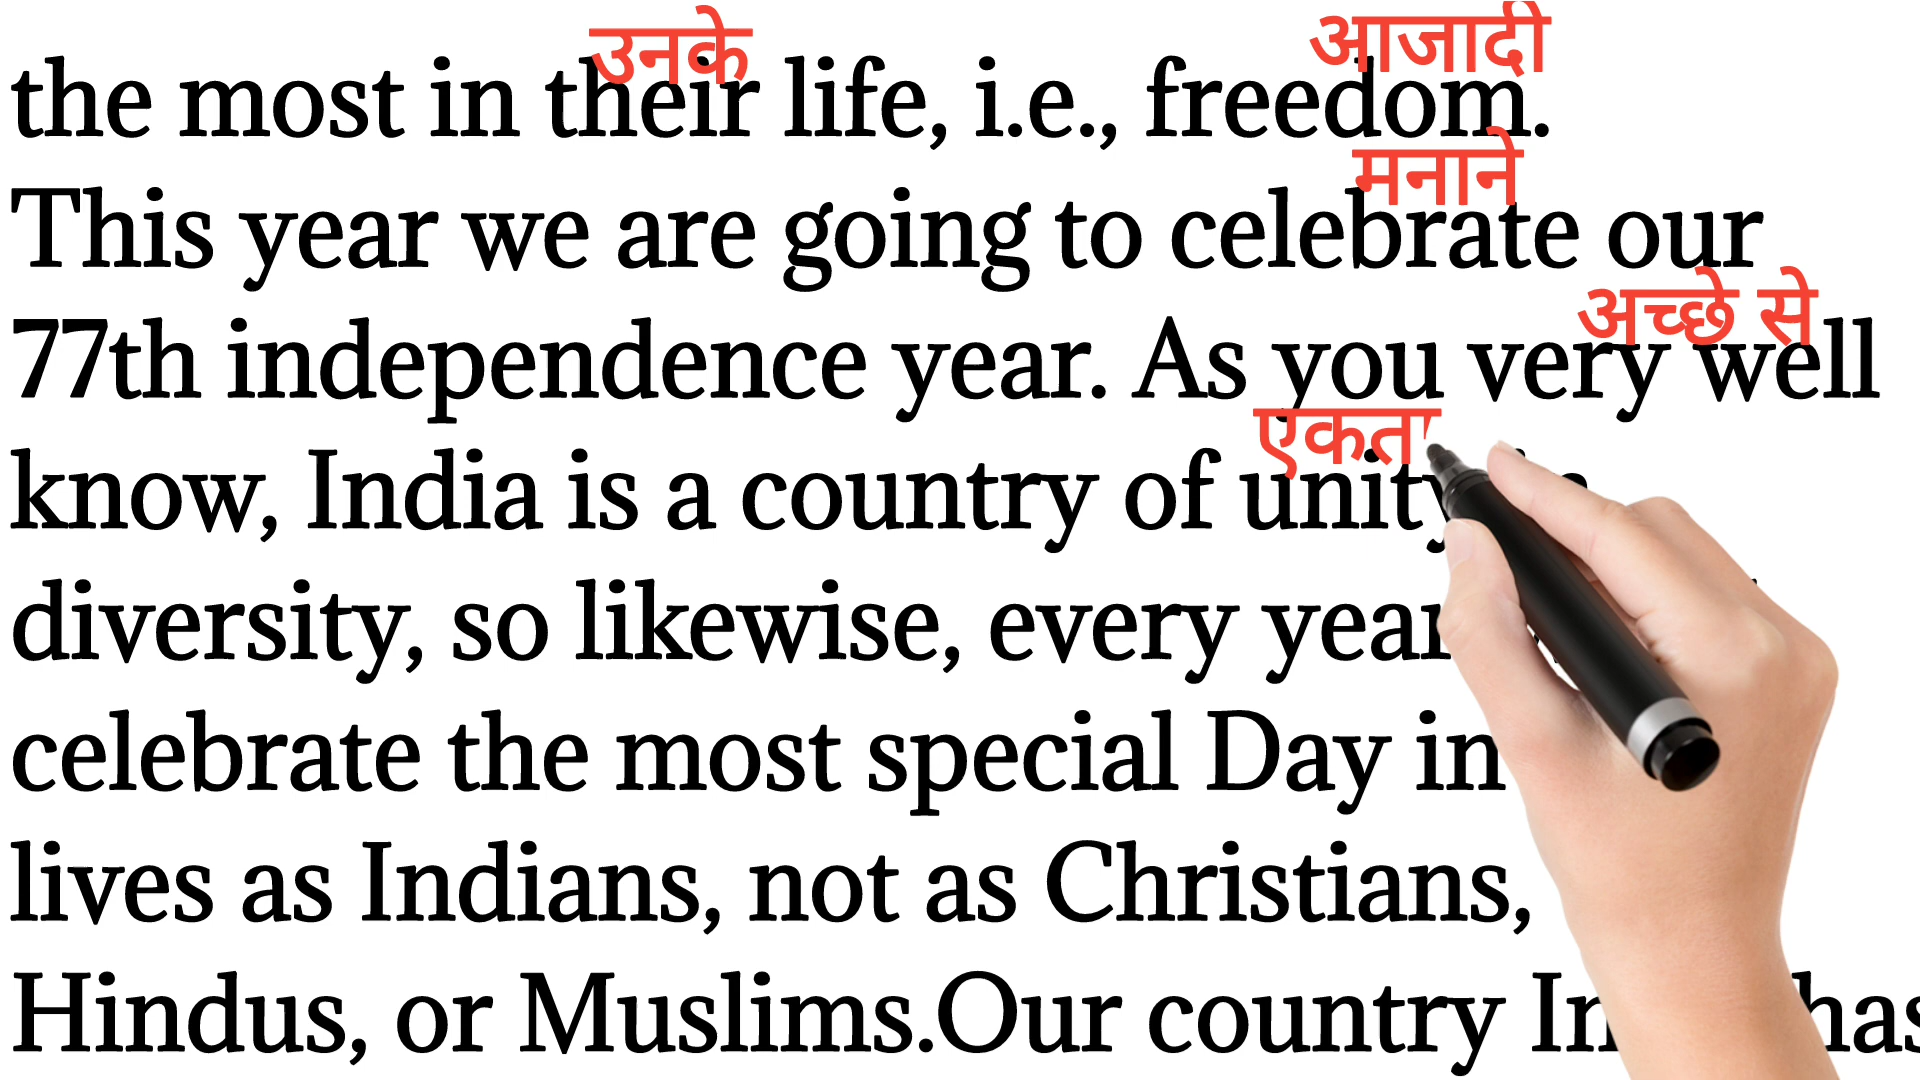 उनके आजादी
the most in their life, i.e., freedom.
मनाने
This year we are going to celebrate our
अच्छे से
77th independence year. As you very well
एकता
know, India is a country of unity
diversity, so likewise, every year
celebrate the most special Day in
lives as Indians, not as Christians,
Hindus, or Muslims.Our country has